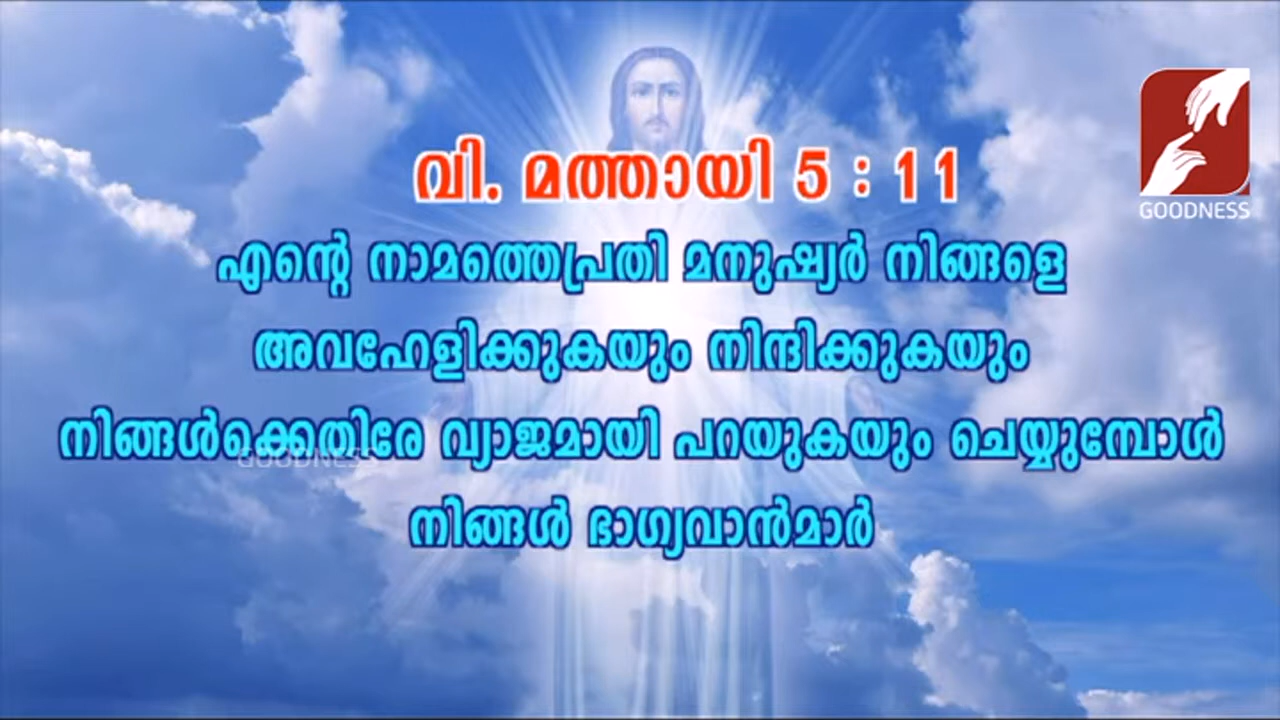 വി. മത്തായി 5 : 11
GOODNESS
എന്റെ നാമത്തെപ്രതി മനുഷ്യർ നിങ്ങളെ
അവഹേളിക്കുകയും നിന്ദിക്കുകയും
നിങ്ങൾക്കെതിരേ വ്യാജമായി പറയുകയും ചെയ്യുമ്പോൾ
GOODNESS
നിങ്ങൾ ഭാഗ്യവാൻമാർ